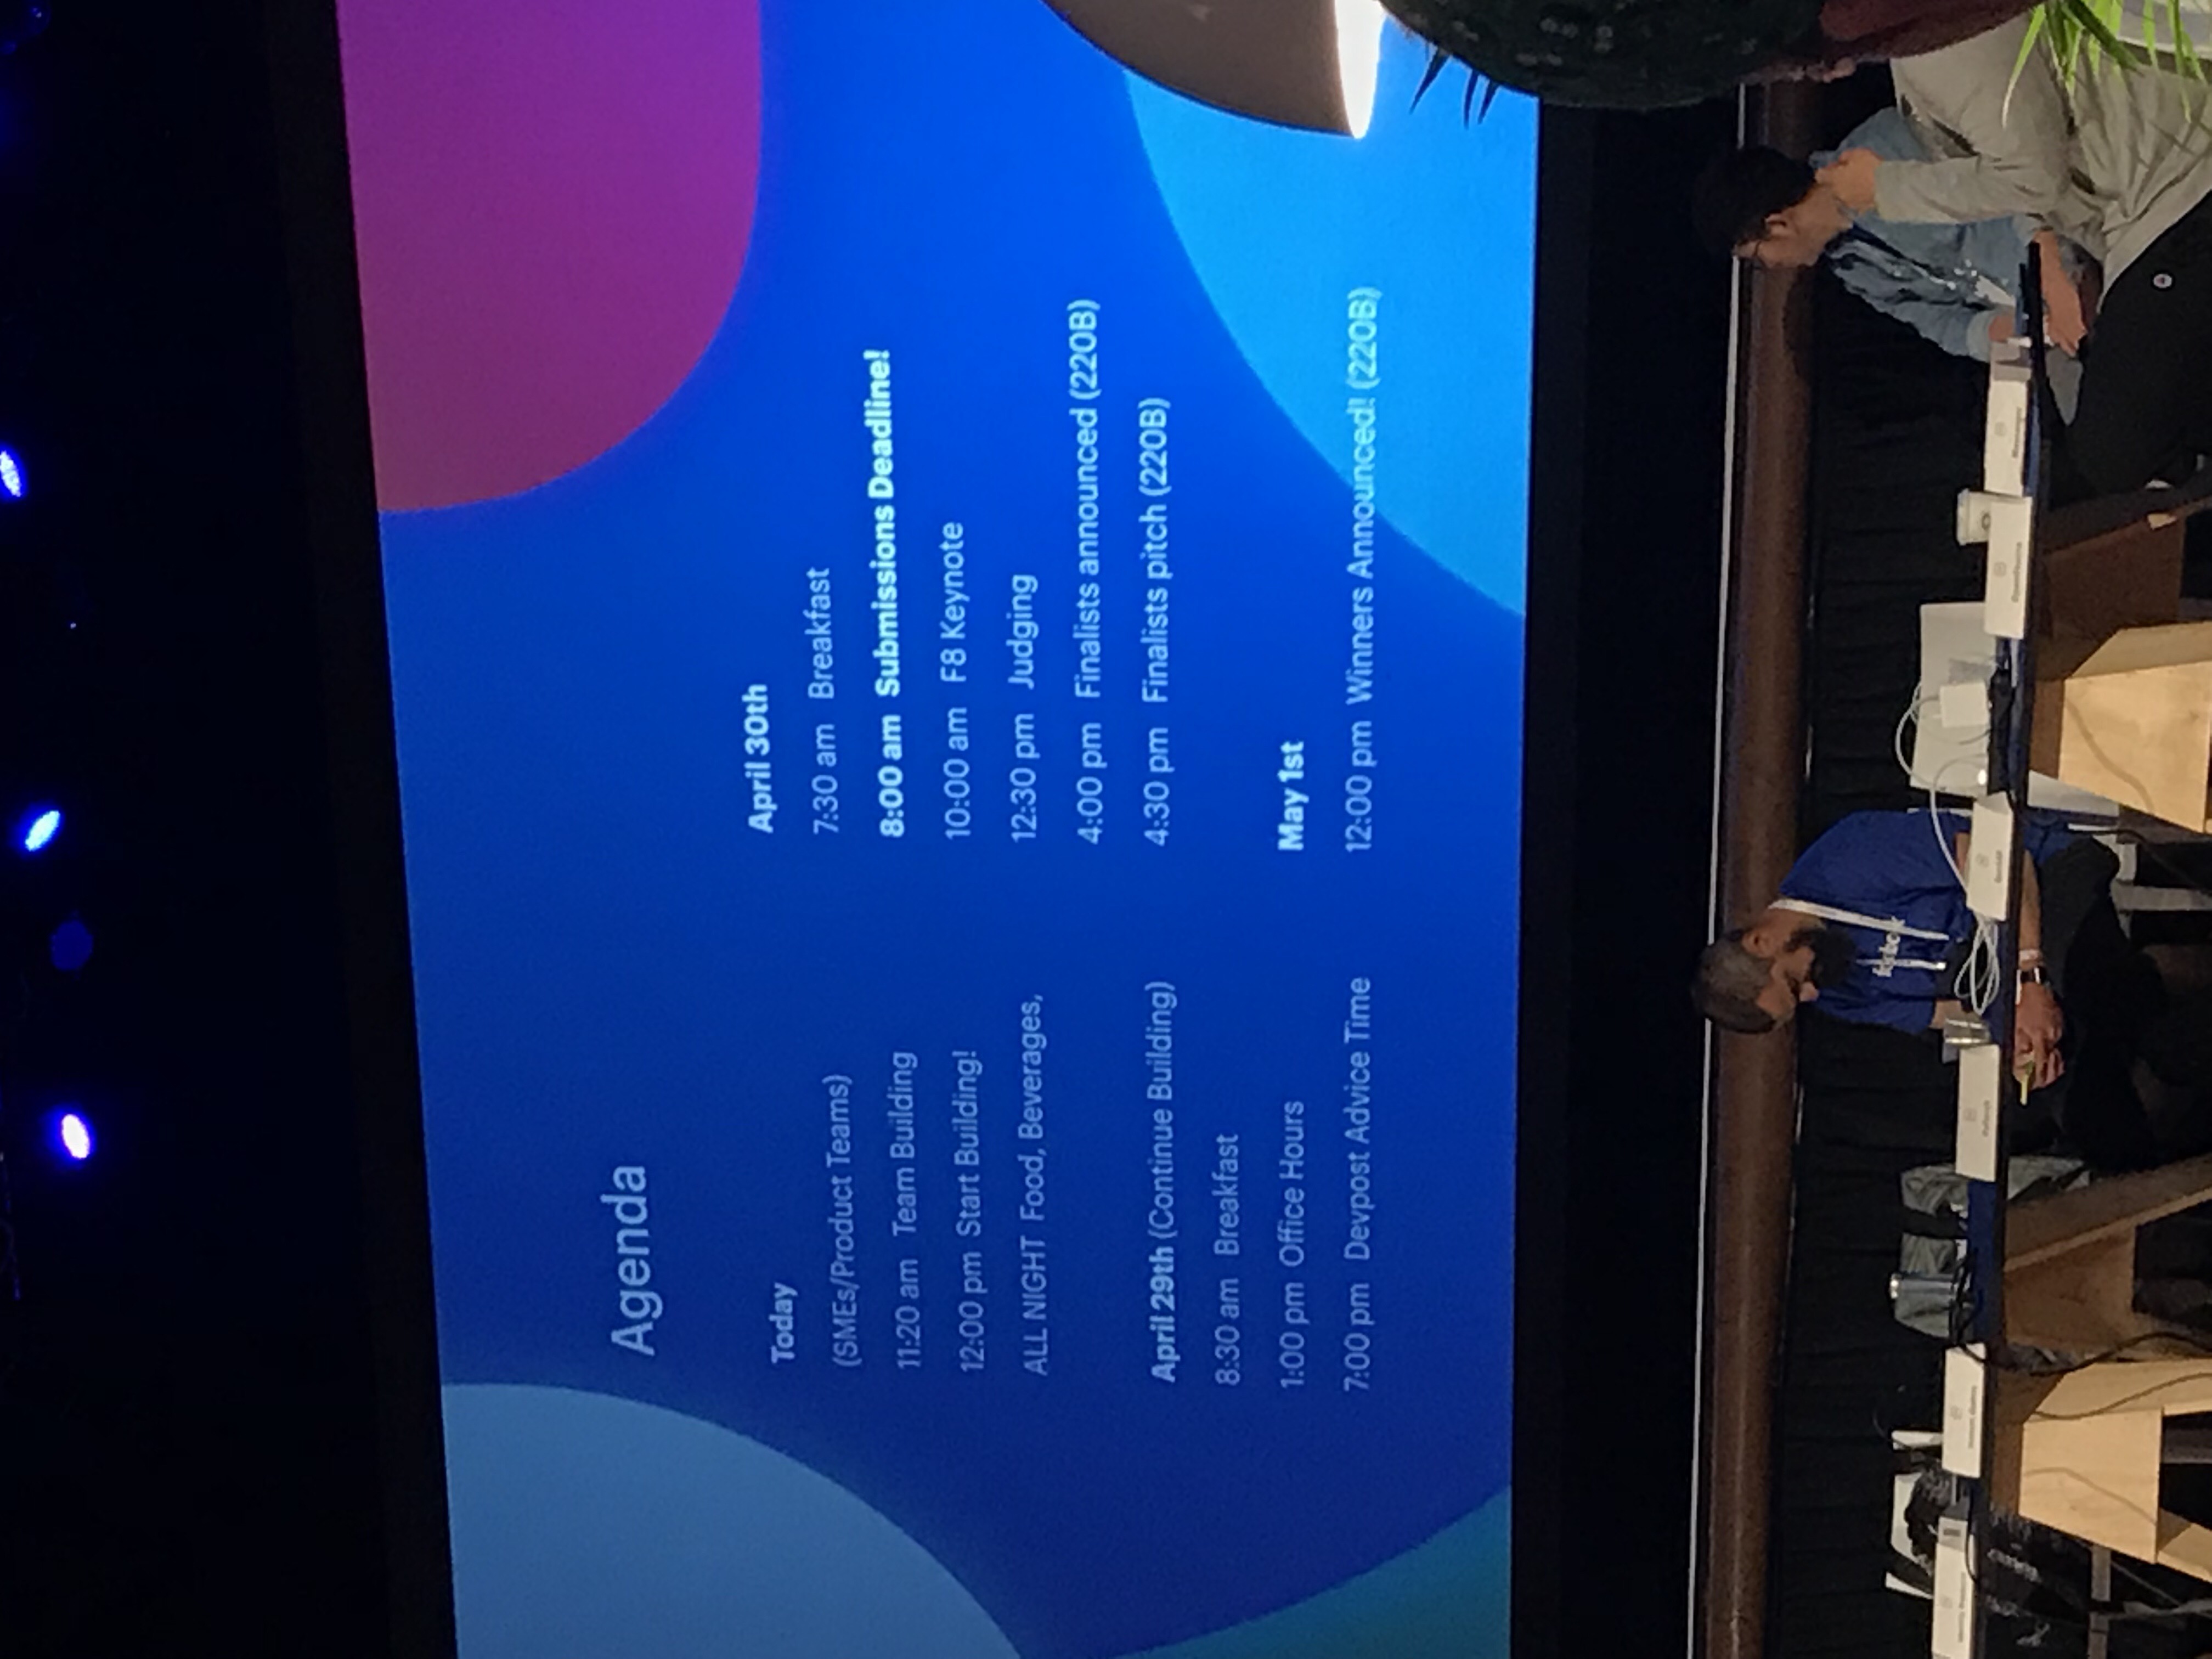 Agenda
Today
(SMEs/Product Teams)
11:20 am Team Building
12:00 pm Start Building!
ALL NIGHT Food, Beverages,
April 29th (Continue Building)
8:30 am Breakfast
1:00 pm Office Hours
7:00 pm Devpost Advice Time
April 30th
7:30 am Breakfast
8:00 am Submissions Deadline!
10:00 am F8 Keynote
12:30 pm Judging
4:00 pm Finalists announced (220B)
4:30 pm Finalists pitch (220B)
May 1st
12:00 pm Winners Announced! (220B)
facebook